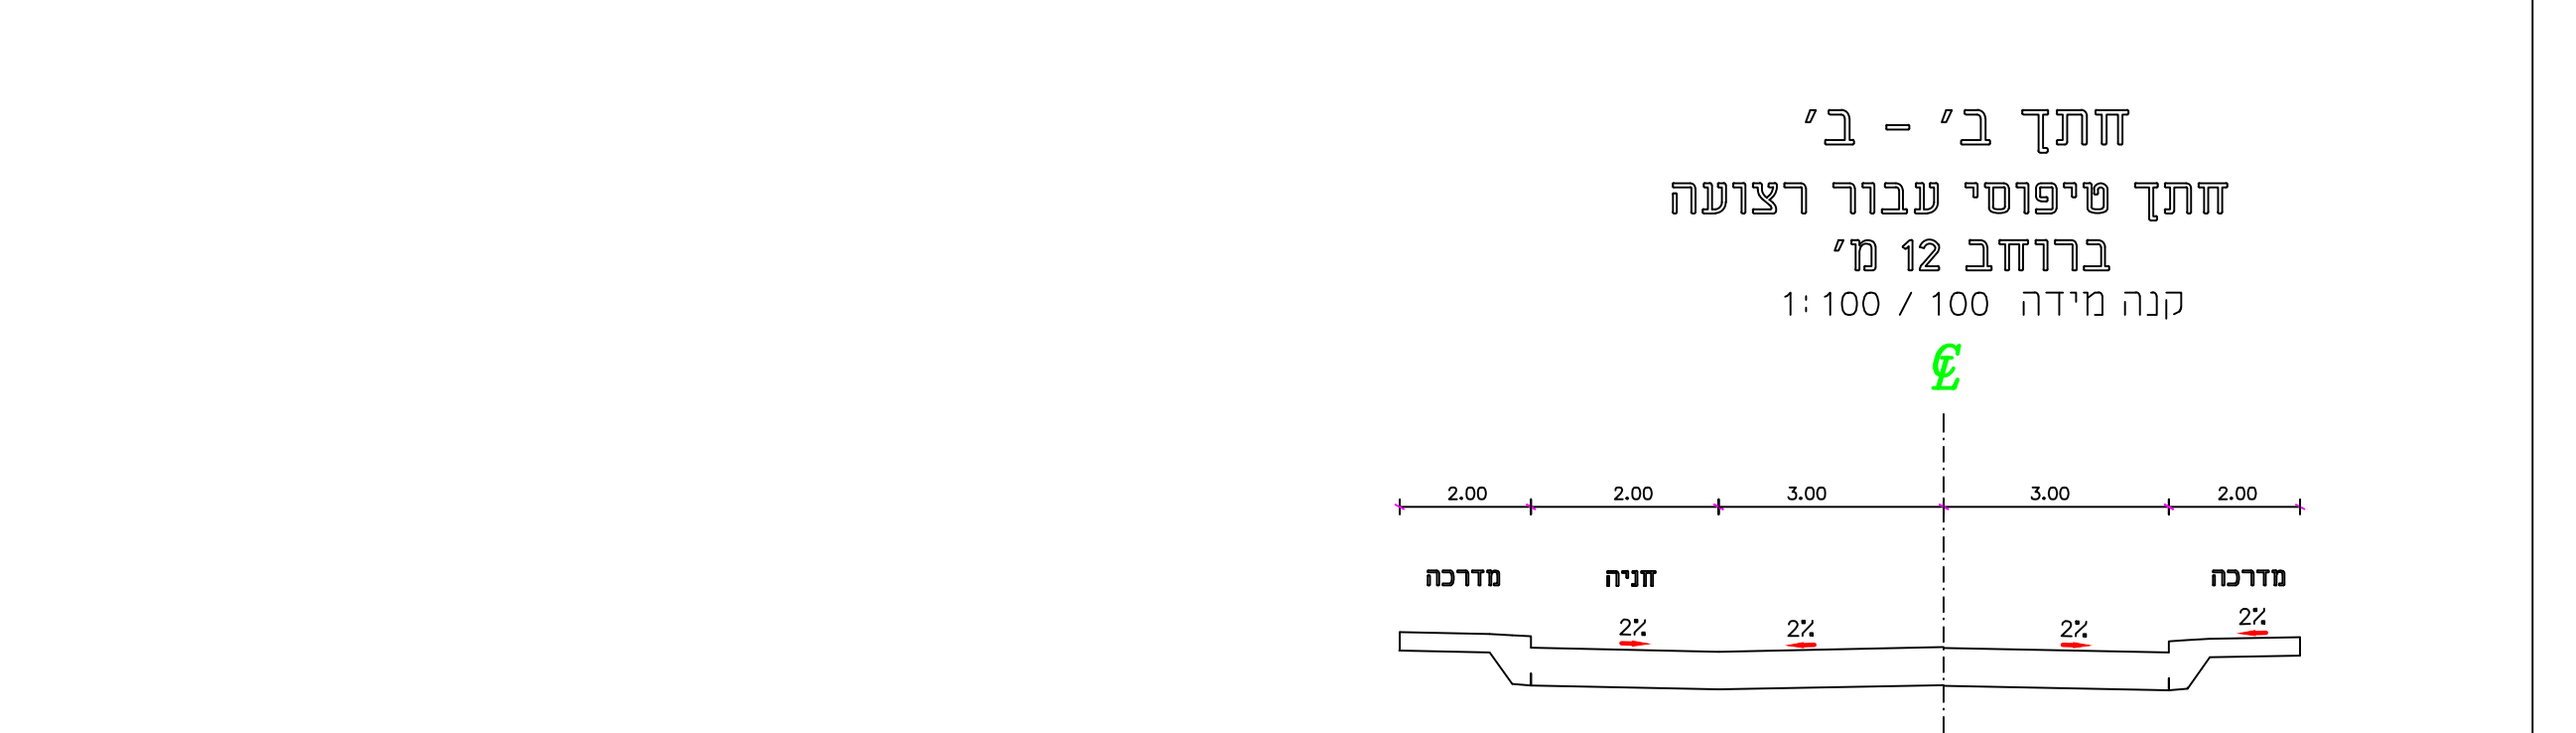 חתך ב' - ב'
חתך טיפוסי עבור רצועה
ברוחב 12 מ'
קנה מידה 1:100 / 100
℄
2.00 2.00 3.00 3.00 2.00
מדרכה חניה מדרכה
2% 2% 2% 2%